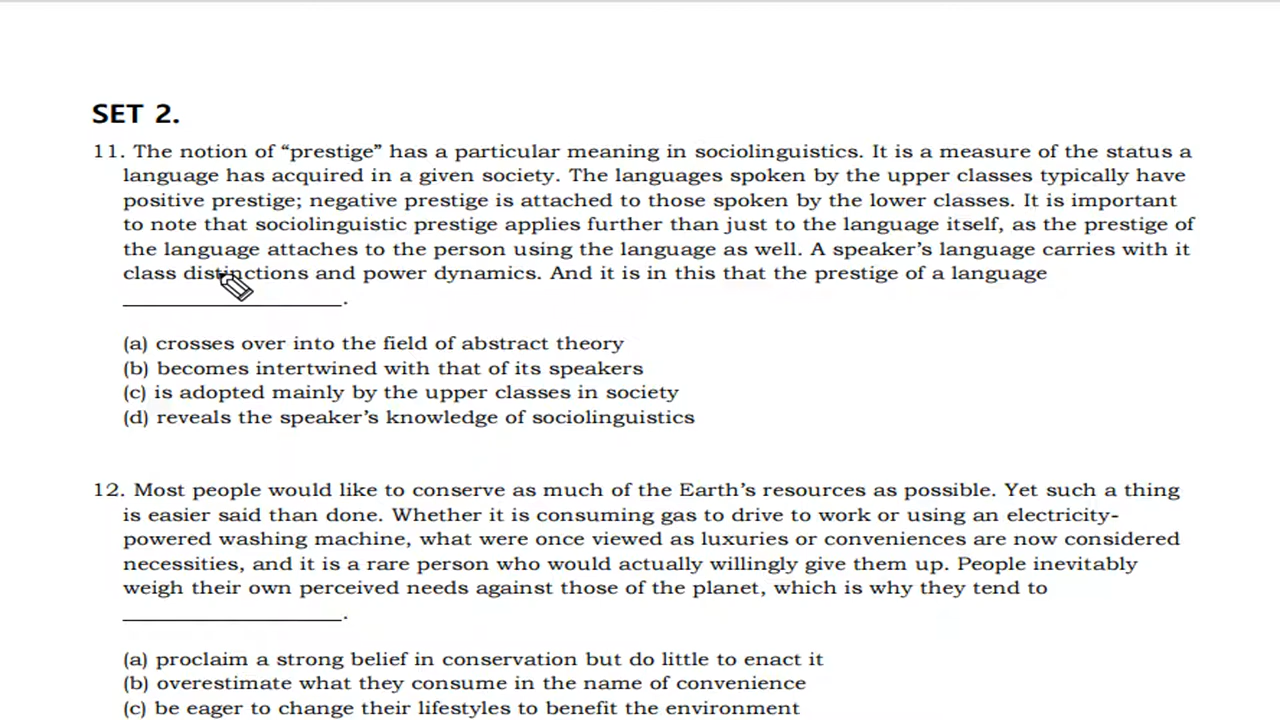 SET 2.
11. The notion of “prestige” has a particular meaning in sociolinguistics. It is a measure of the status a
language has acquired in a given society. The languages spoken by the upper classes typically have
positive prestige; negative prestige is attached to those spoken by the lower classes. It is important
to note that sociolinguistic prestige applies further than just to the language itself, as the prestige of
the language attaches to the person using the language as well. A speaker’s language carries with it
class distinctions and power dynamics. And it is in this that the prestige of a language
____________________.
(a) crosses over into the field of abstract theory
(b) becomes intertwined with that of its speakers
(c) is adopted mainly by the upper classes in society
(d) reveals the speaker’s knowledge of sociolinguistics
12. Most people would like to conserve as much of the Earth’s resources as possible. Yet such a thing
is easier said than done. Whether it is consuming gas to drive to work or using an electricity-
powered washing machine, what were once viewed as luxuries or conveniences are now considered
necessities, and it is a rare person who would actually willingly give them up. People inevitably
weigh their own perceived needs against those of the planet, which is why they tend to
____________________.
(a) proclaim a strong belief in conservation but do little to enact it
(b) overestimate what they consume in the name of convenience
(c) be eager to change their lifestyles to benefit the environment